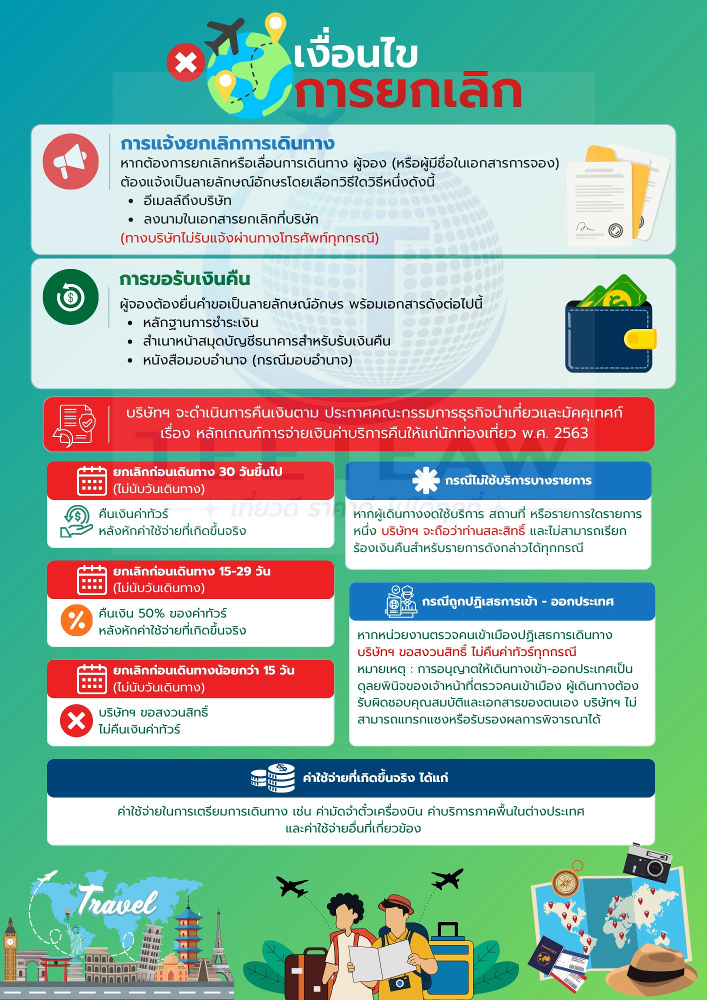 เงื่อนไข
การยกเลิก
การแจ้งยกเลิกการเดินทาง
หากต้องการยกเลิกหรือเลื่อนการเดินทาง ผู้จอง (หรือผู้มีชื่อในเอกสารการจอง)
ต้องแจ้งเป็นลายลักษณ์อักษรโดยเลือกวิธีใดวิธีหนึ่งดังนี้
• อีเมลล์ถึงบริษัท
• ลงนามในเอกสารยกเลิกที่บริษัท
(ทางบริษัทไม่รับแจ้งผ่านทางโทรศัพท์ทุกกรณี)
การขอรับเงินคืน
ผู้จองต้องยื่นคำขอเป็นลายลักษณ์อักษร พร้อมเอกสารดังต่อไปนี้
• หลักฐานการชำระเงิน
• สำเนาหน้าสมุดบัญชีธนาคารสำหรับรับเงินคืน
• หนังสือมอบอำนาจ (กรณีมอบอำนาจ)
บริษัทฯ จะดำเนินการคืนเงินตาม ประกาศคณะกรรมการธุรกิจนำเที่ยวและมัคคุเทศก์
เรื่อง หลักเกณฑ์การจ่ายเงินค่าบริการคืนให้แก่นักท่องเที่ยว พ.ศ. 2563
ยกเลิกก่อนเดินทาง 30 วันขึ้นไป
(ไม่นับวันเดินทาง)
คืนเงินค่าทัวร์
หลังหักค่าใช้จ่ายที่เกิดขึ้นจริง
ยกเลิกก่อนเดินทาง 15-29 วัน
(ไม่นับวันเดินทาง)
คืนเงิน 50% ของค่าทัวร์
หลังหักค่าใช้จ่ายที่เกิดขึ้นจริง
ยกเลิกก่อนเดินทางน้อยกว่า 15 วัน
(ไม่นับวันเดินทาง)
บริษัทฯ ขอสงวนสิทธิ์
ไม่คืนเงินค่าทัวร์
กรณีไม่ใช้บริการบางรายการ
หากผู้เดินทางงดใช้บริการ สถานที่ หรือรายการใดรายการ
หนึ่ง บริษัทฯ จะถือว่าท่านสละสิทธิ์ และไม่สามารถเรียก
ร้องเงินคืนสำหรับรายการดังกล่าวได้ทุกกรณี
กรณีถูกปฏิเสธการเข้า - ออกประเทศ
หากหน่วยงานตรวจคนเข้าเมืองปฏิเสธการเดินทาง
บริษัทฯ ขอสงวนสิทธิ์ ไม่คืนค่าทัวร์ทุกกรณี
หมายเหตุ : การอนุญาตให้เดินทางเข้า-ออกประเทศเป็น
ดุลยพินิจของเจ้าหน้าที่ตรวจคนเข้าเมือง ผู้เดินทางต้อง
รับผิดชอบคุณสมบัติและเอกสารของตนเอง บริษัทฯ ไม่
สามารถแทรกแซงหรือรับรองผลการพิจารณาได้
ค่าใช้จ่ายที่เกิดขึ้นจริง ได้แก่
ค่าใช้จ่ายในการเตรียมการเดินทาง เช่น ค่ามัดจำตั๋วเครื่องบิน ค่าบริการภาคพื้นในต่างประเทศ
และค่าใช้จ่ายอื่นที่เกี่ยวข้อง
TEETEAW
เที่ยวดี ราคาดี ไปได้ทุกที่
Travel
PASSPORT